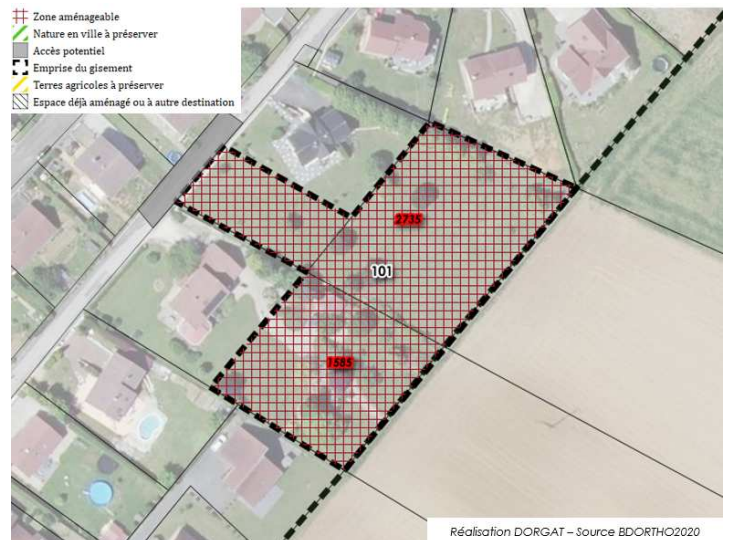 Zone aménageable
Nature en ville à préserver
Accès potentiel
Emprise du gisement
Terres agricoles à préserver
Espace déjà aménagé ou à autre destination
2735
101
1585
Réalisation DORGAT – Source BDORTHO2020